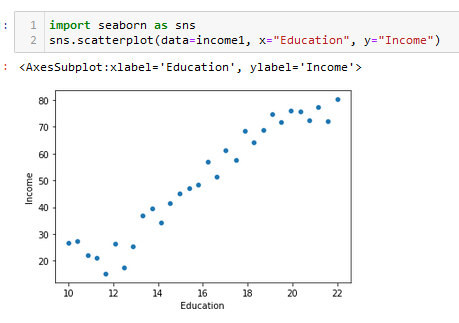 : 1 import seaborn as sns
2 sns.scatterplot(data=income1, x="Education", y="Income")
: <AxesSubplot:xlabel='Education', ylabel='Income'>
80
70
60
50
40
30
20
Income
10 12 14 16 18 20 22
Education